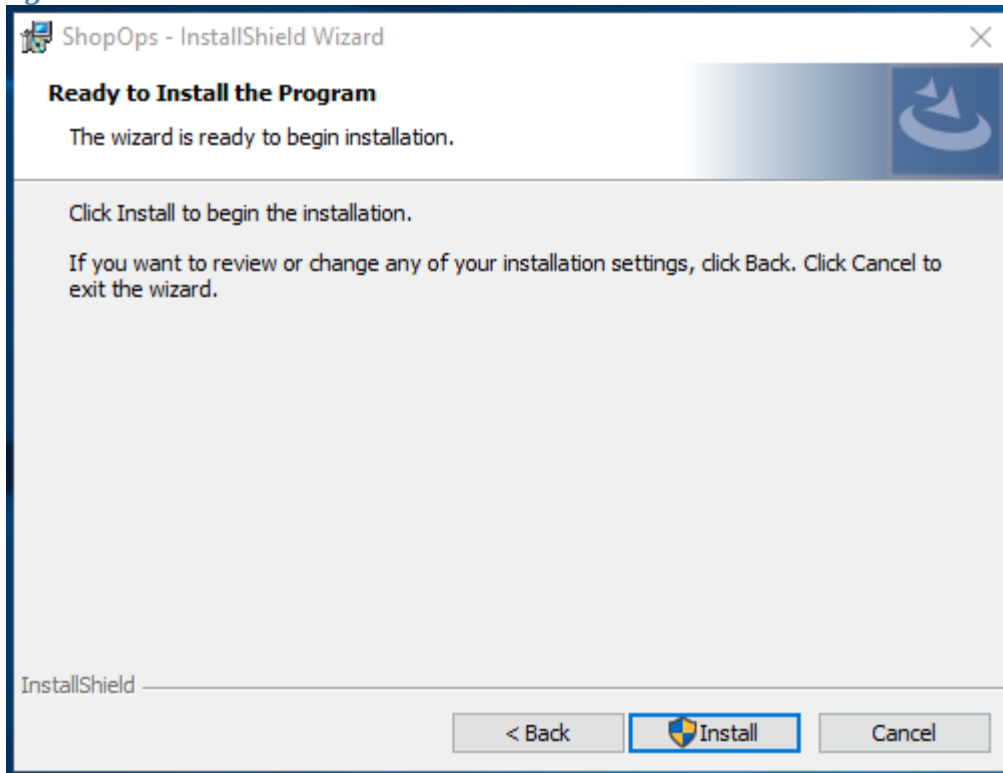 ShopOps - InstallShield Wizard
Ready to Install the Program
The wizard is ready to begin installation.
Click Install to begin the installation.
If you want to review or change any of your installation settings, click Back. Click Cancel to
exit the wizard.
InstallShield
< Back Install Cancel